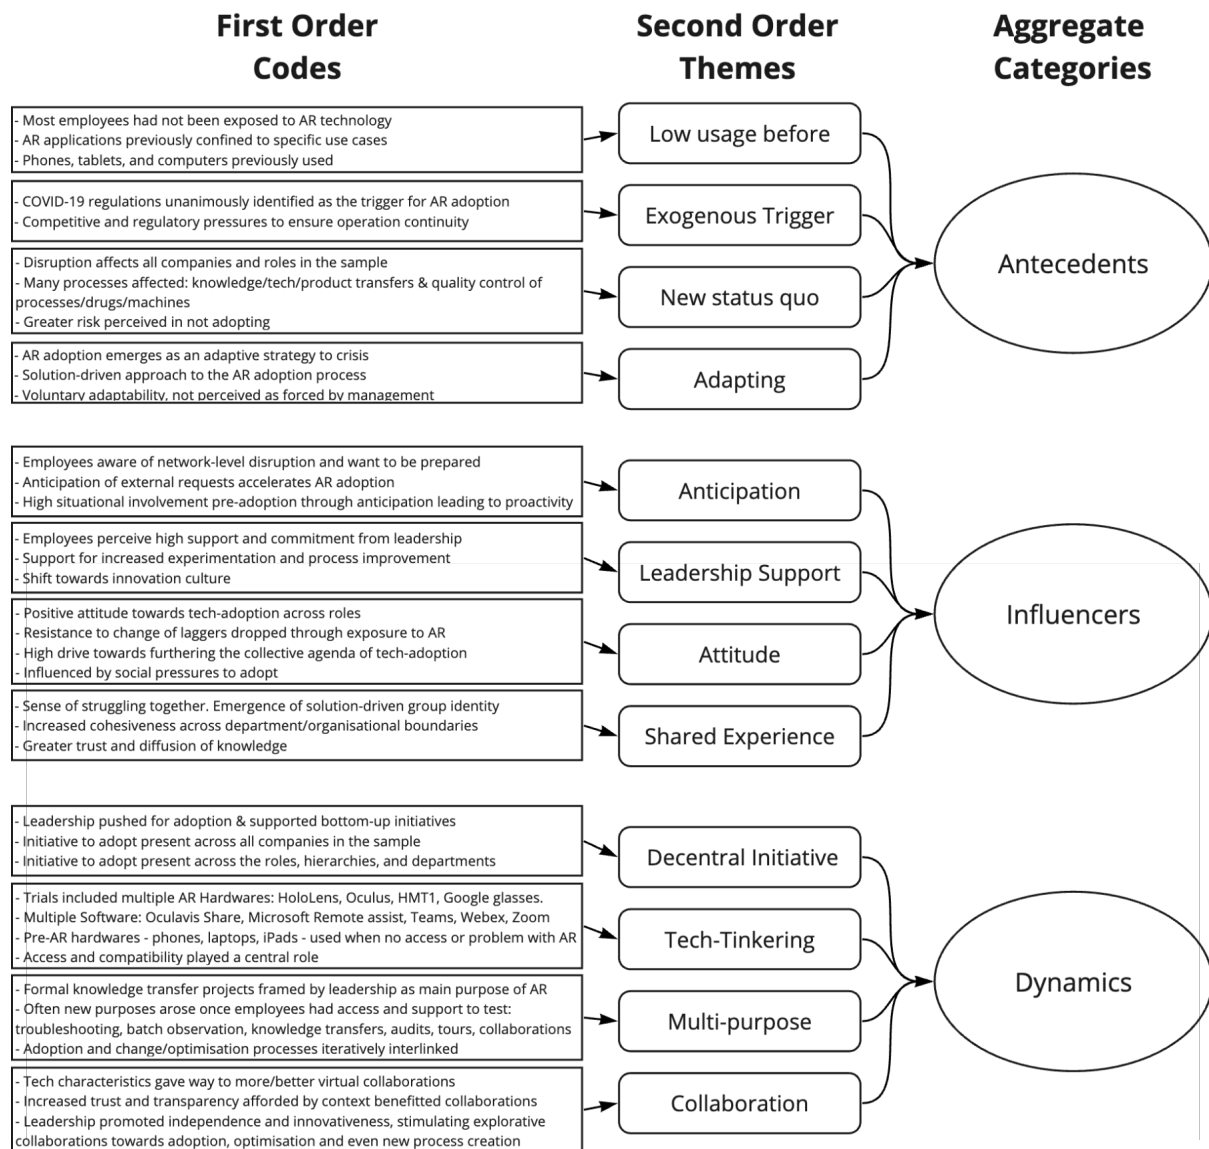 First Order
Codes
Second Order
Themes
Aggregate
Categories
- Most employees had not been exposed to AR technology
- AR applications previously confined to specific use cases
- Phones, tablets, and computers previously used
Low usage before
- COVID-19 regulations unanimously identified as the trigger for AR adoption
- Competitive and regulatory pressures to ensure operation continuity
Exogenous Trigger
- Disruption affects all companies and roles in the sample
- Many processes affected: knowledge/tech/product transfers & quality control of
processes/drugs/machines
- Greater risk perceived in not adopting
New status quo
- AR adoption emerges as an adaptive strategy to crisis
- Solution-driven approach to the AR adoption process
- Voluntary adaptability, not perceived as forced by management
Adapting
Antecedents
- Employees aware of network-level disruption and want to be prepared
- Anticipation of external requests accelerates AR adoption
- High situational involvement pre-adoption through anticipation leading to proactivity
Anticipation
- Employees perceive high support and commitment from leadership
- Support for increased experimentation and process improvement
- Shift towards innovation culture
Leadership Support
- Positive attitude towards tech-adoption across roles
- Resistance to change of laggers dropped through exposure to AR
- High drive towards furthering the collective agenda of tech-adoption
- Influenced by social pressures to adopt
Attitude
- Sense of struggling together. Emergence of solution-driven group identity
- Increased cohesiveness across department/organisational boundaries
- Greater trust and diffusion of knowledge
Shared Experience
Influencers
- Leadership pushed for adoption & supported bottom-up initiatives
- Initiative to adopt present across all companies in the sample
- Initiative to adopt present across the roles, hierarchies, and departments
Decentral Initiative
- Trials included multiple AR Hardwares: HoloLens, Oculus, HMT1, Google glasses.
- Multiple Software: Oculavis Share, Microsoft Remote assist, Teams, Webex, Zoom
- Pre-AR hardwares - phones, laptops, iPads - used when no access or problem with AR
- Access and compatibility played a central role
Tech-Tinkering
- Formal knowledge transfer projects framed by leadership as main purpose of AR
- Often new purposes arose once employees had access and support to test:
troubleshooting, batch observation, knowledge transfers, audits, tours, collaborations
- Adoption and change/optimisation processes iteratively interlinked
Multi-purpose
- Tech characteristics gave way to more/better virtual collaborations
- Increased trust and transparency afforded by context benefitted collaborations
- Leadership promoted independence and innovativeness, stimulating explorative
collaborations towards adoption, optimisation and even new process creation
Collaboration
Dynamics